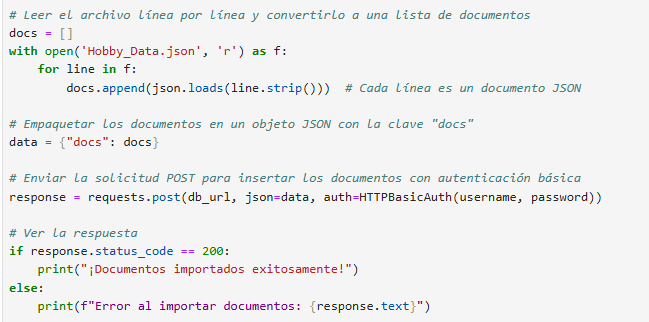 # Leer el archivo línea por línea y convertirlo a una lista de documentos
docs = []
with open('Hobby_Data.json', 'r') as f:
    for line in f:
        docs.append(json.loads(line.strip()))  # Cada línea es un documento JSON

# Empaquetar los documentos en un objeto JSON con la clave "docs"
data = {"docs": docs}

# Enviar la solicitud POST para insertar los documentos con autenticación básica
response = requests.post(db_url, json=data, auth=HTTPBasicAuth(username, password))

# Ver la respuesta
if response.status_code == 200:
    print("¡Documentos importados exitosamente!")
else:
    print(f"Error al importar documentos: {response.text}")